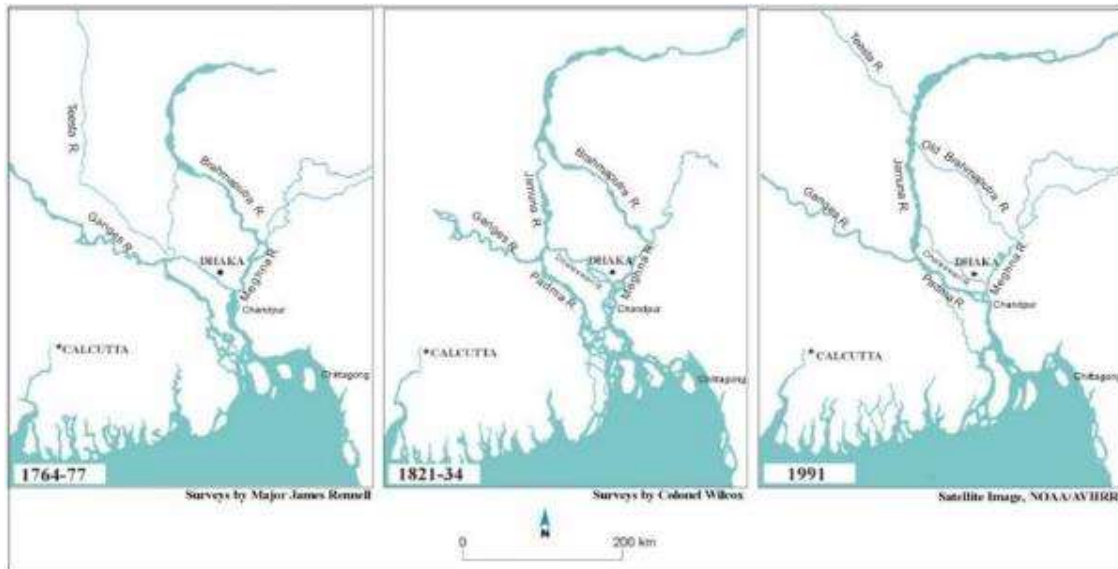 Teesta R.
Brahmaputra R.
Ganges R.
DHAKA
Meghna R.
Chandpur
CALCUTTA
Chittagong
1764-77
Surveys by Major James Rennell
Jamuna R.
Brahmaputra R.
Ganges R.
DHAKA
Padma R.
Meghna R.
Chandpur
CALCUTTA
Chittagong
1821-34
Surveys by Colonel Wilcox
Teesta R.
Old Brahmaputra R.
Jamuna R.
Ganges R.
DHAKA
Padma R.
Meghna R.
Chandpur
CALCUTTA
Chittagong
1991
Satellite Image, NOAA/AVHRR
N
0 200 km